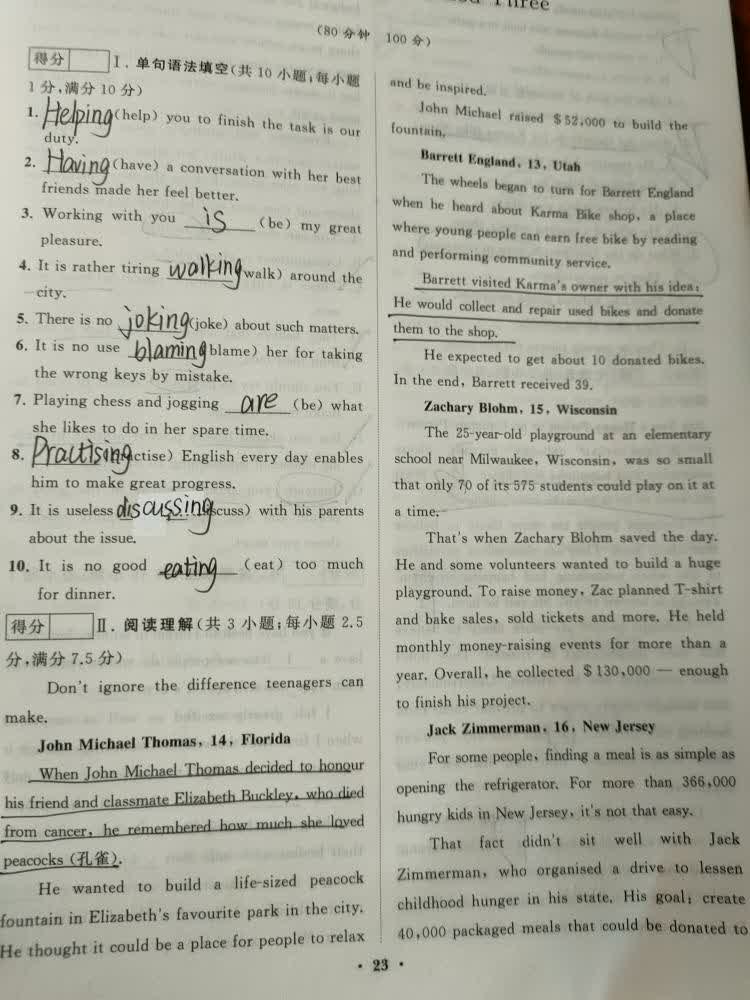 Three
(80分钟 100分)
得分
Ⅰ. 单句语法填空(共10小题;每小题
1分,满分10分)
1. Helping (help) you to finish the task is our
duty.
2. Having (have) a conversation with her best
friends made her feel better.
3. Working with you is (be) my great
pleasure.
4. It is rather tiring walking walk) around the
city.
5. There is no joking (joke) about such matters.
6. It is no use blaming blame) her for taking
the wrong keys by mistake.
7. Playing chess and jogging are (be) what
she likes to do in her spare time.
8. Practising actise) English every day enables
him to make great progress.
9. It is useless discussing scuss) with his parents
about the issue.
10. It is no good eating (eat) too much
for dinner.
得分
Ⅱ. 阅读理解(共3小题;每小题2.5
分,满分7.5分)
Don't ignore the difference teenagers can
make.
John Michael Thomas, 14, Florida
When John Michael Thomas decided to honour
his friend and classmate Elizabeth Buckley, who died
from cancer, he remembered how much she loved
peacocks (孔雀).
He wanted to build a life-sized peacock
fountain in Elizabeth's favourite park in the city.
He thought it could be a place for people to relax
and be inspired.
John Michael raised $52,000 to build the
fountain.
Barrett England, 13, Utah
The wheels began to turn for Barrett England
when he heard about Karma Bike shop, a place
where young people can earn free bike by reading
and performing community service.
Barrett visited Karma's owner with his idea:
He would collect and repair used bikes and donate
them to the shop.
He expected to get about 10 donated bikes.
In the end, Barrett received 39.
Zachary Blohm, 15, Wisconsin
The 25-year-old playground at an elementary
school near Milwaukee, Wisconsin, was so small
that only 70 of its 575 students could play on it at
a time.
That's when Zachary Blohm saved the day.
He and some volunteers wanted to build a huge
playground. To raise money, Zac planned T-shirt
and bake sales, sold tickets and more. He held
monthly money-raising events for more than a
year. Overall, he collected $130,000 — enough
to finish his project.
Jack Zimmerman, 16, New Jersey
For some people, finding a meal is as simple as
opening the refrigerator. For more than 366,000
hungry kids in New Jersey, it's not that easy.
That fact didn't sit well with Jack
Zimmerman, who organised a drive to lessen
childhood hunger in his state. His goal: create
40,000 packaged meals that could be donated to
· 23 ·